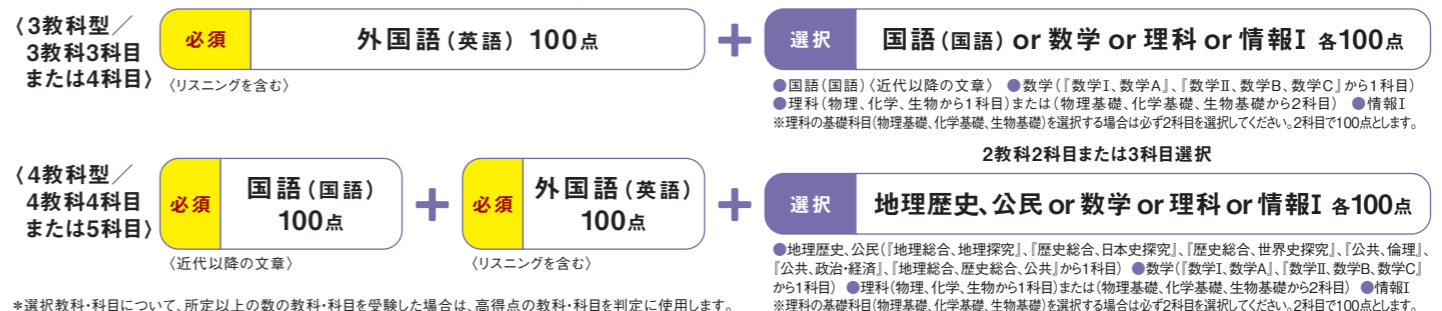 〈3教科型／
3教科3科目
または4科目〉
必須
外国語(英語) 100点
〈リスニングを含む〉
+
選択
国語(国語) or 数学 or 理科 or 情報I 各100点
●国語(国語)〈近代以降の文章〉 ●数学(『数学I、数学A』、『数学II、数学B、数学C』から1科目)
●理科(物理、化学、生物から1科目)または(物理基礎、化学基礎、生物基礎から2科目) ●情報I
※理科の基礎科目(物理基礎、化学基礎、生物基礎)を選択する場合は必ず2科目を選択してください。2科目で100点とします。
〈4教科型／
4教科4科目
または5科目〉
必須
国語(国語)
100点
〈近代以降の文章〉
+
必須
外国語(英語)
100点
〈リスニングを含む〉
+
2教科2科目または3科目選択
選択
地理歴史、公民 or 数学 or 理科 or 情報I 各100点
●地理歴史、公民(『地理総合、地理探究』、『歴史総合、日本史探究』、『歴史総合、世界史探究』、『公共、倫理』、
『公共、政治・経済』、『地理総合、歴史総合、公共』から1科目) ●数学(『数学I、数学A』、『数学II、数学B、数学C』
から1科目) ●理科(物理、化学、生物から1科目)または(物理基礎、化学基礎、生物基礎から2科目) ●情報I
※理科の基礎科目(物理基礎、化学基礎、生物基礎)を選択する場合は必ず2科目を選択してください。2科目で100点とします。
*選択教科・科目について、所定以上の数の教科・科目を受験した場合は、高得点の教科・科目を判定に使用します。